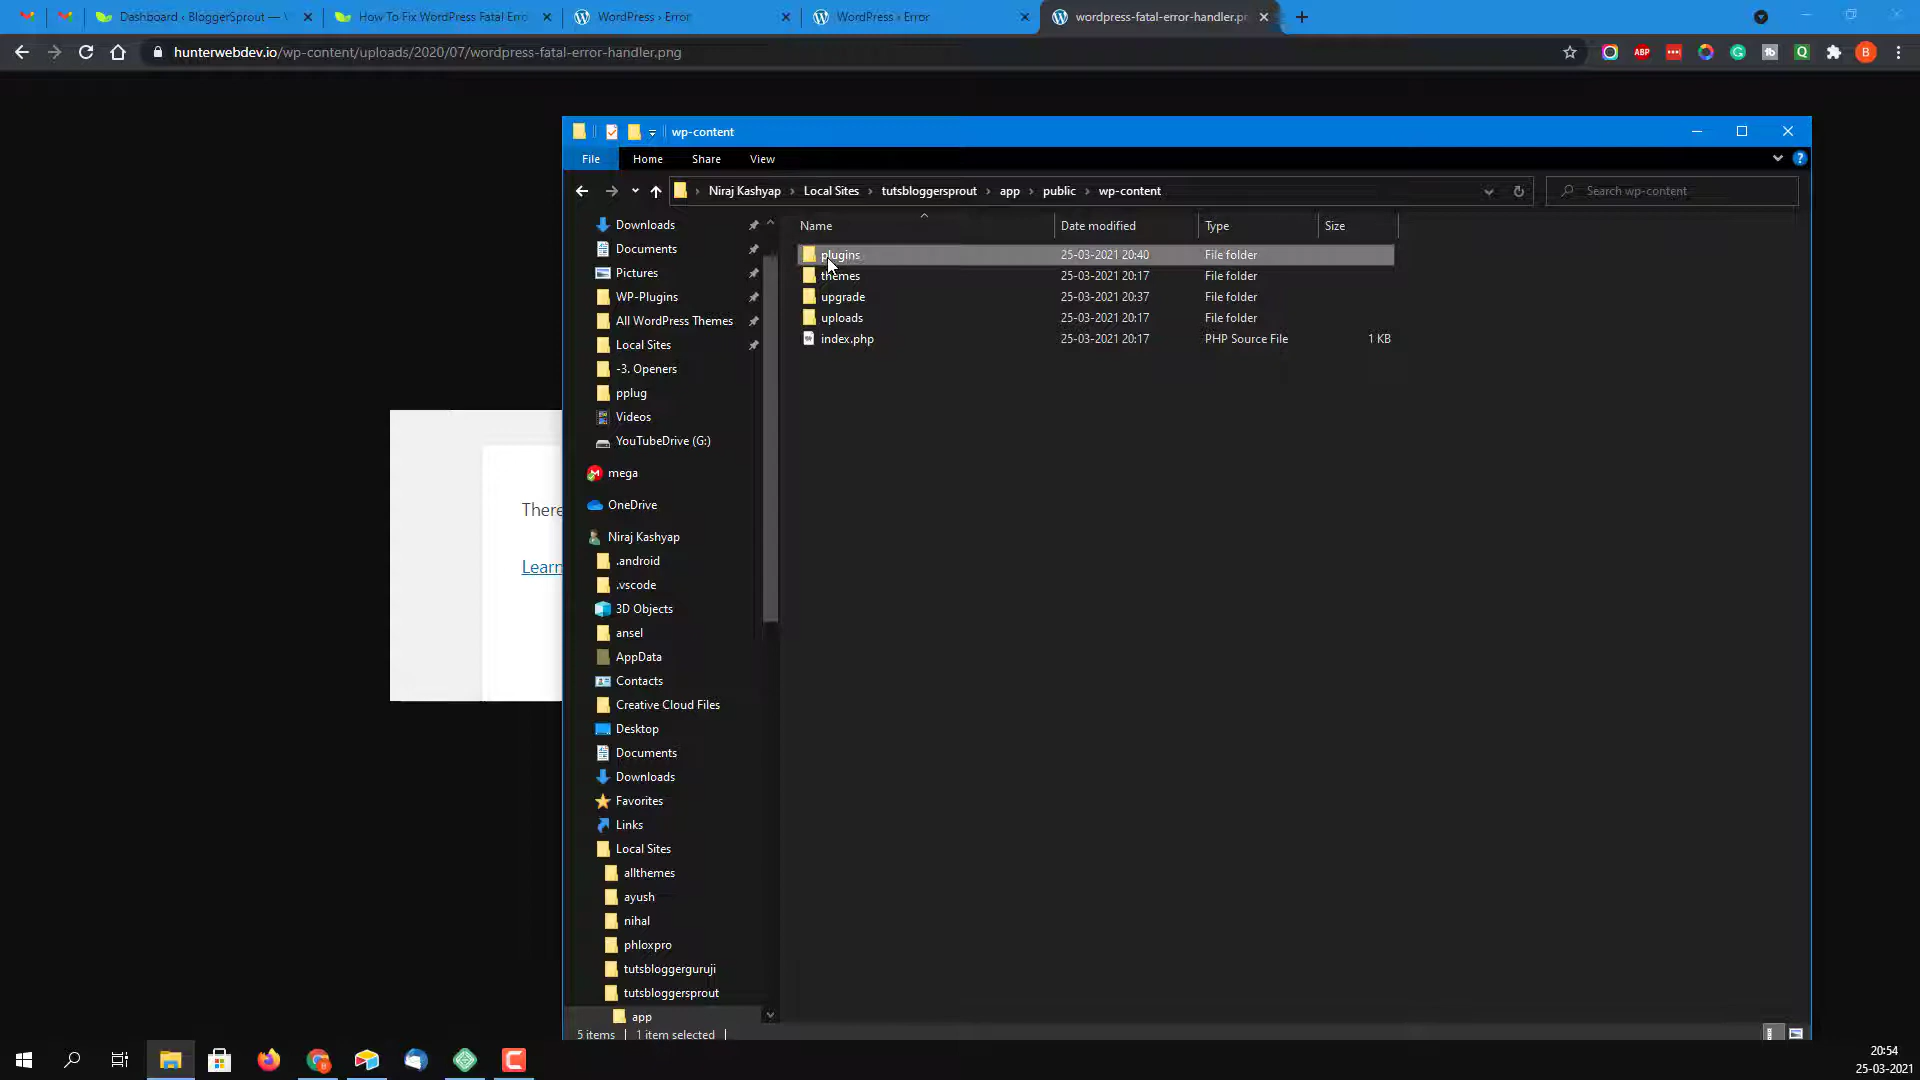 Dashboard ‹ BloggerSprout —
How To Fix WordPress Fatal Erro
WordPress › Error
WordPress › Error
wordpress-fatal-error-handler.p
hunterwebdev.io/wp-content/uploads/2020/07/wordpress-fatal-error-handler.png
ABP
B
wp-content
File
Home
Share
View
Niraj Kashyap
Local Sites
tutsbloggersprout
app
public
wp-content
Search wp-content
Name
Date modified
Type
Size
plugins
25-03-2021 20:40
File folder
themes
25-03-2021 20:17
File folder
upgrade
25-03-2021 20:37
File folder
uploads
25-03-2021 20:17
File folder
index.php
25-03-2021 20:17
PHP Source File
1 KB
Downloads
Documents
Pictures
WP-Plugins
All WordPress Themes
Local Sites
-3. Openers
pplug
Videos
YouTubeDrive (G:)
mega
OneDrive
Niraj Kashyap
.android
.vscode
3D Objects
ansel
AppData
Contacts
Creative Cloud Files
Desktop
Documents
Downloads
Favorites
Links
Local Sites
allthemes
ayush
nihal
phloxpro
tutsbloggerguruji
tutsbloggersprout
app
There
Learn
5 items
1 item selected
20:54
25-03-2021